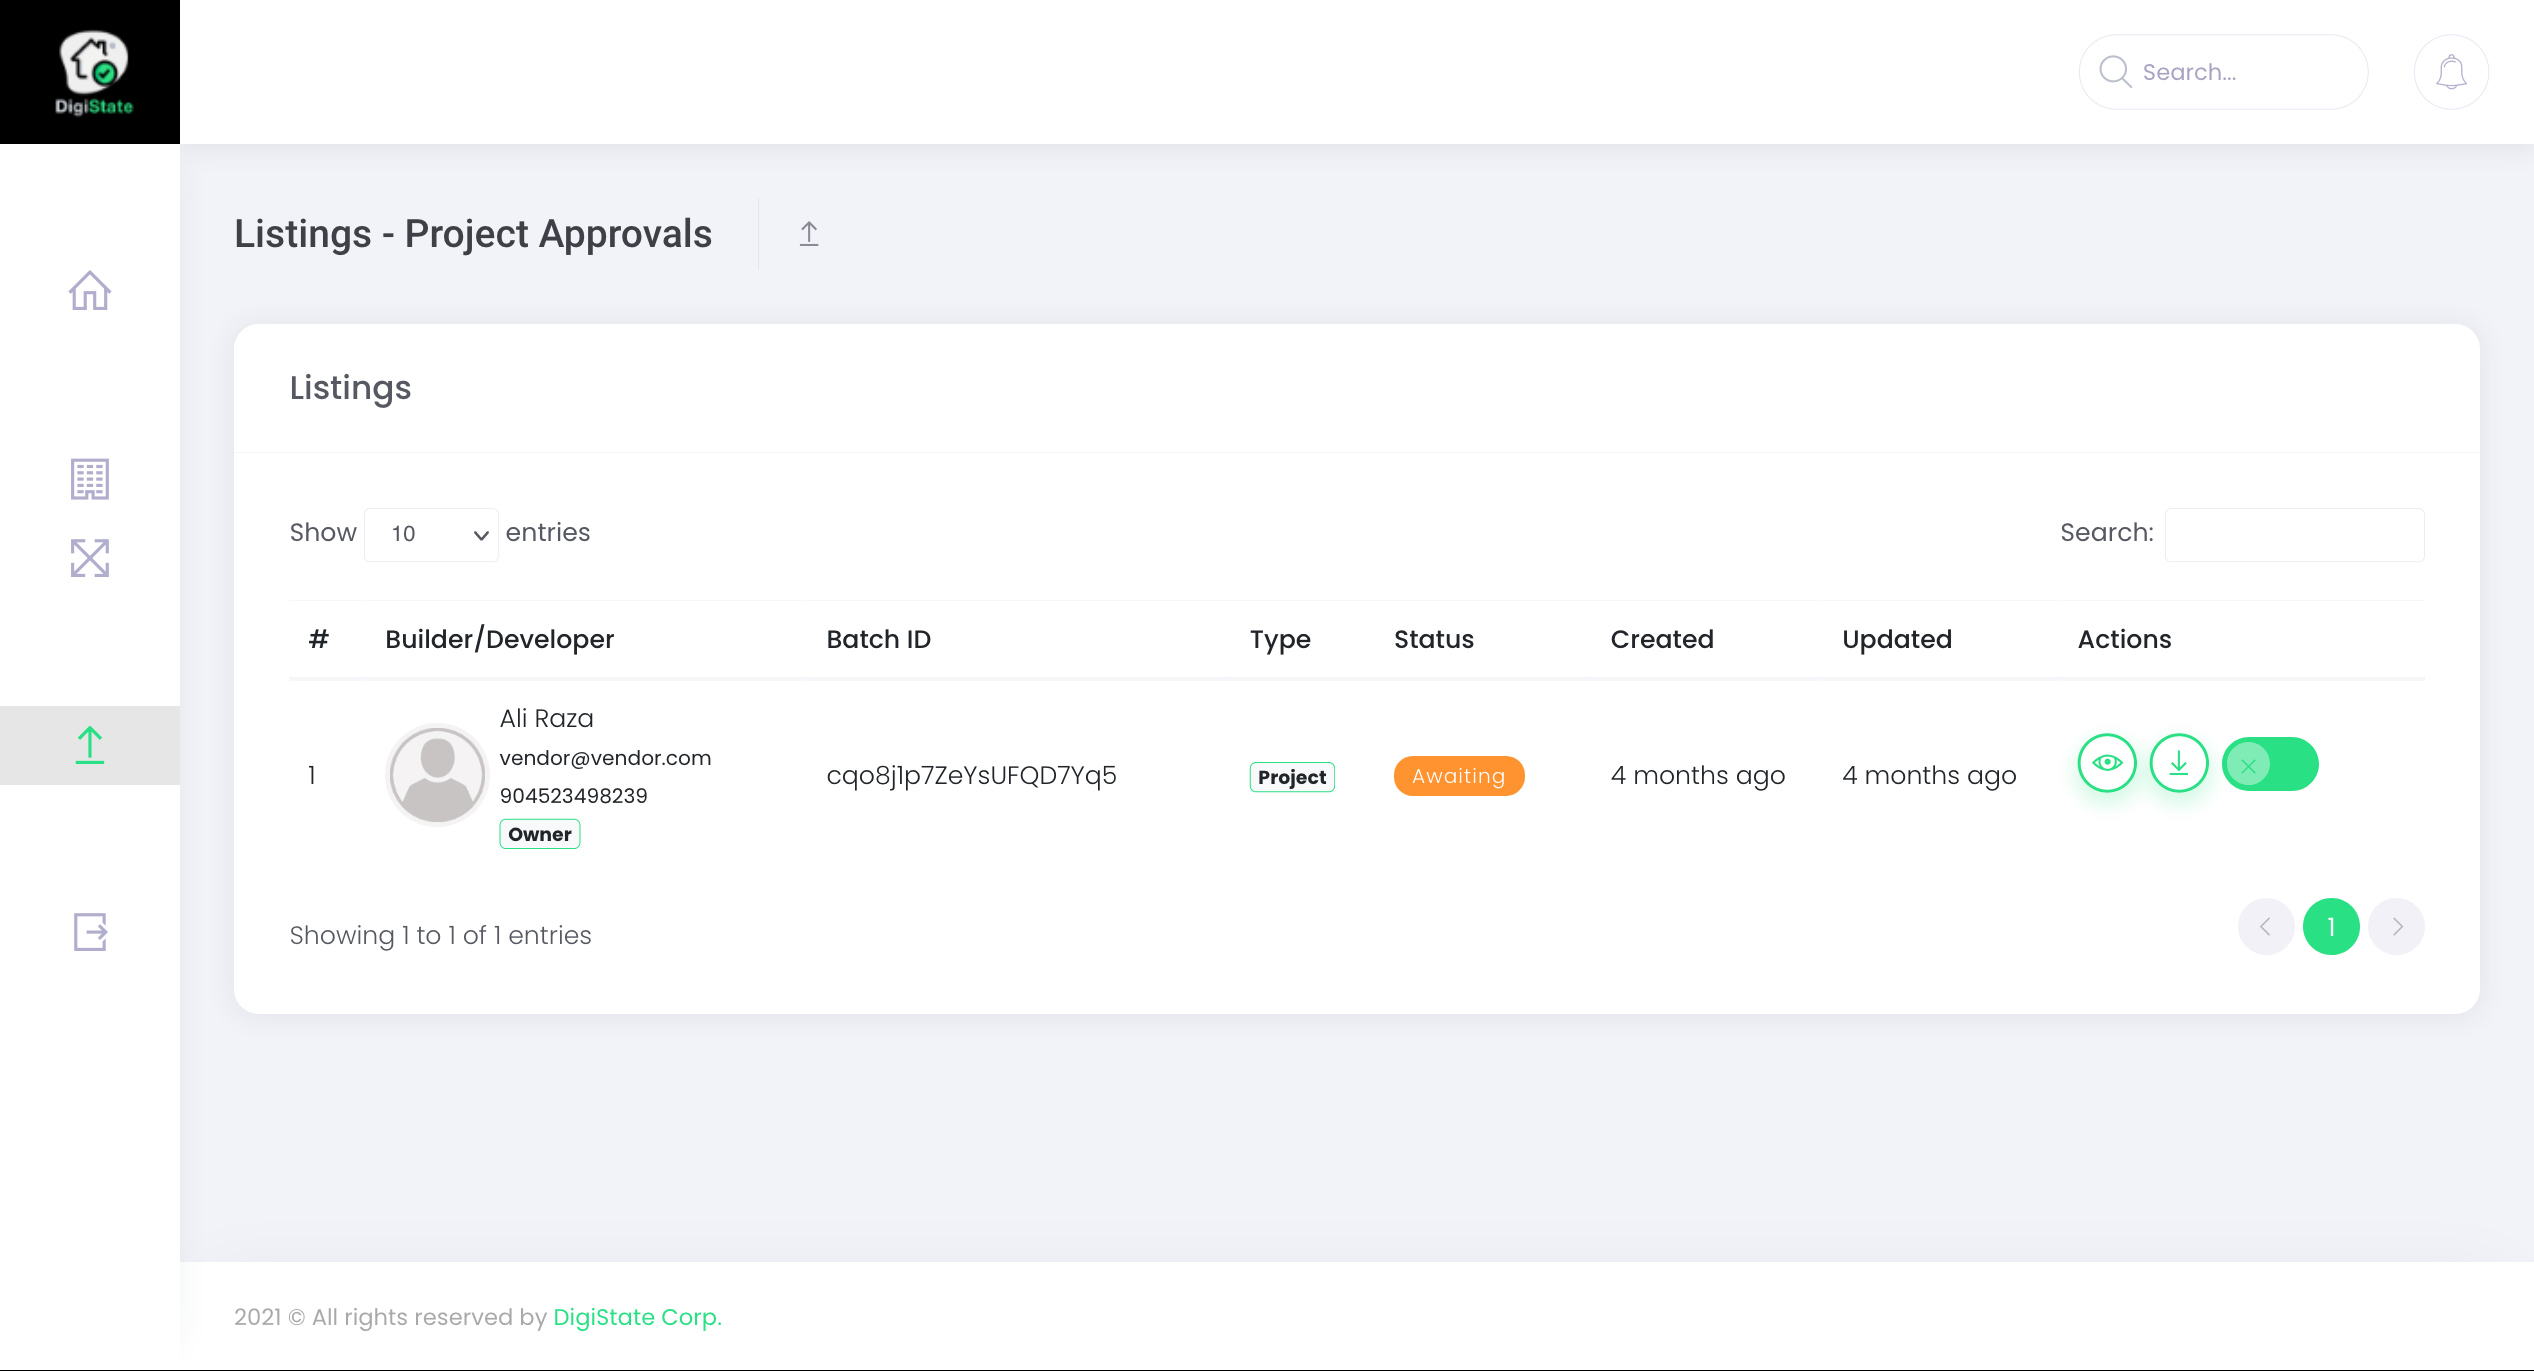 DigiState
Search...
Listings - Project Approvals
Listings
Show 10 entries
Search:
# Builder/Developer Batch ID Type Status Created Updated Actions
Ali Raza
vendor@vendor.com
1 cqo8j1p7ZeYsUFQD7Yq5 Project Awaiting 4 months ago 4 months ago
904523498239
Owner
Showing 1 to 1 of 1 entries
1
2021 © All rights reserved by DigiState Corp.